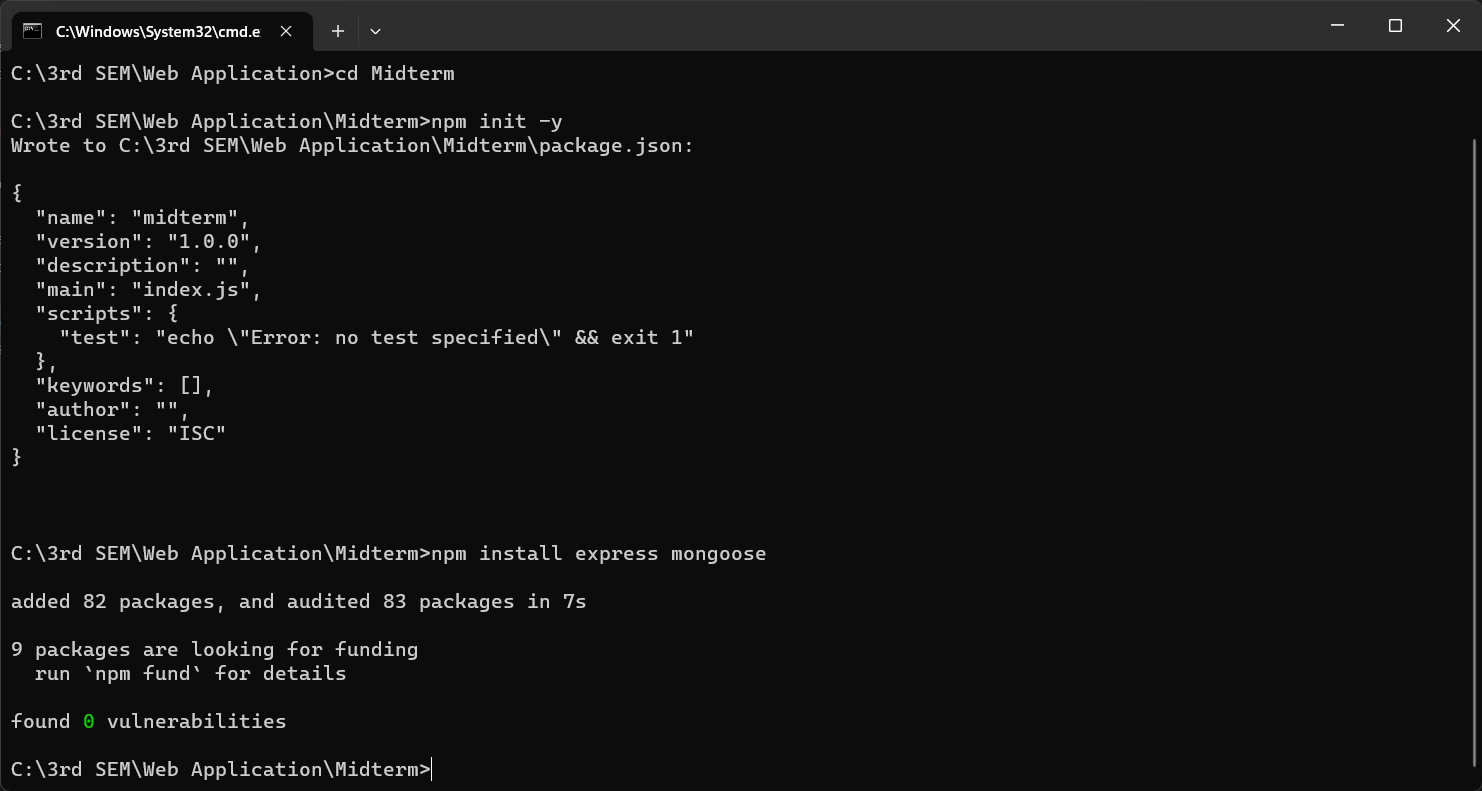 C:\Windows\System32\cmd.e
C:\3rd SEM\Web Application>cd Midterm
C:\3rd SEM\Web Application\Midterm>npm init -y
Wrote to C:\3rd SEM\Web Application\Midterm\package.json:
{
  "name": "midterm",
  "version": "1.0.0",
  "description": "",
  "main": "index.js",
  "scripts": {
    "test": "echo \"Error: no test specified\" && exit 1"
  },
  "keywords": [],
  "author": "",
  "license": "ISC"
}
C:\3rd SEM\Web Application\Midterm>npm install express mongoose
added 82 packages, and audited 83 packages in 7s
9 packages are looking for funding
  run `npm fund` for details
found 0 vulnerabilities
C:\3rd SEM\Web Application\Midterm>